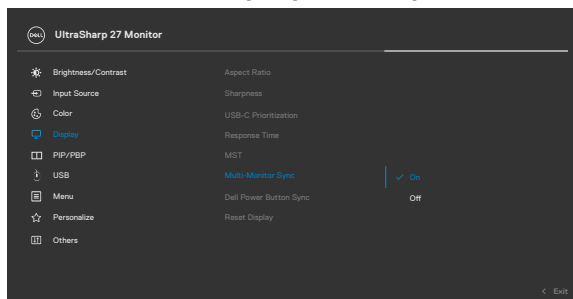 DELL UltraSharp 27 Monitor
Brightness/Contrast Aspect Ratio
Input Source Sharpness
Color USB-C Prioritization
Display Response Time
PIP/PBP MST
USB Multi-Monitor Sync On
Menu Dell Power Button Sync Off
Personalize Reset Display
Others
Exit